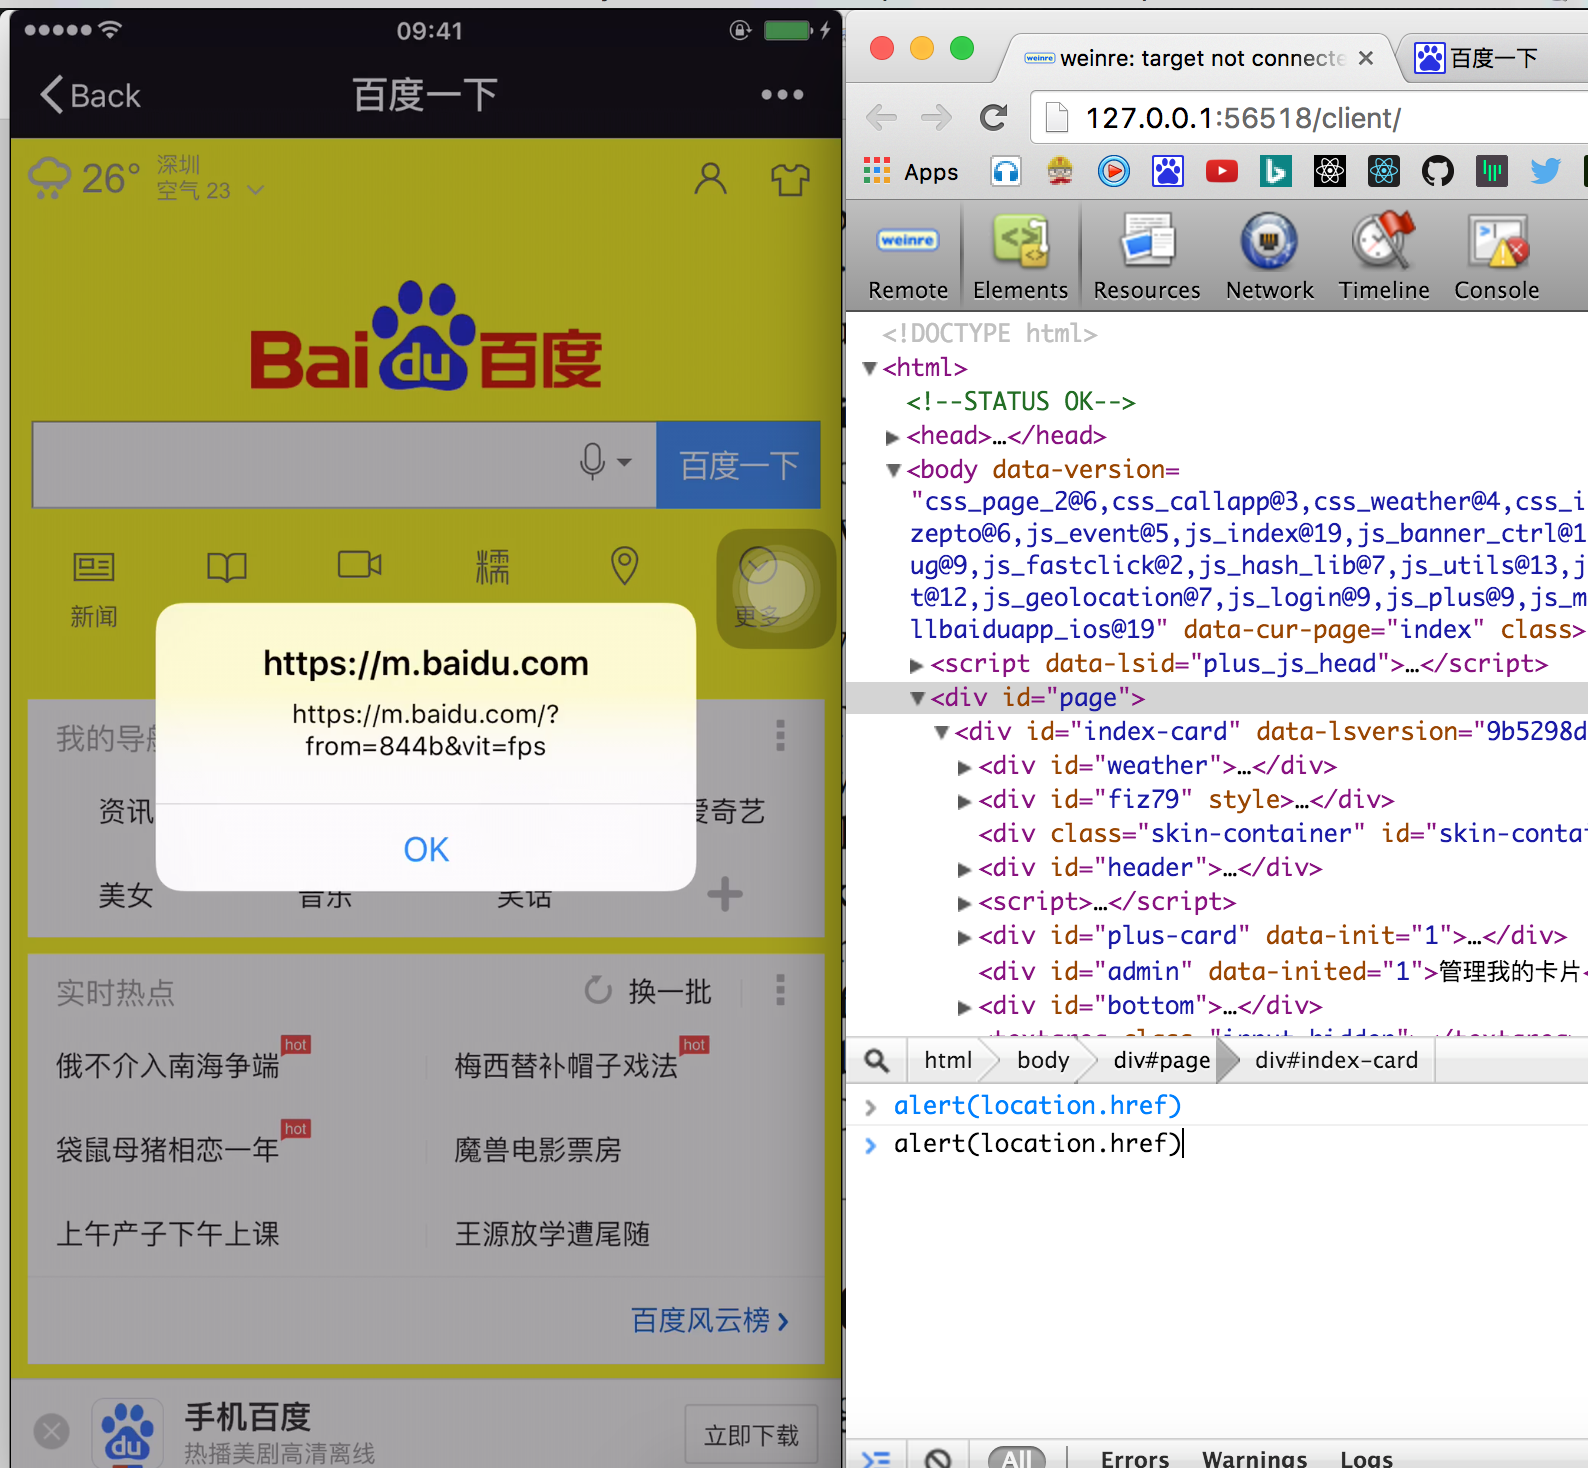 09:41
Back
百度一下
26°
深圳
空气 23
Bai du 百度
百度一下
糯
新闻
更多
https://m.baidu.com
https://m.baidu.com/?
from=844b&vit=fps
OK
我的导航
资讯
爱奇艺
美女
音乐
笑话
实时热点
换一批
俄不介入南海争端 hot
梅西替补帽子戏法 hot
袋鼠母猪相恋一年 hot
魔兽电影票房
上午产子下午上课
王源放学遭尾随
百度风云榜
du
手机百度
热播美剧高清离线
立即下载
weinre weinre: target not connecte
百度一下
127.0.0.1:56518/client/
Apps
weinre
Remote
Elements
Resources
Network
Timeline
Console
<!DOCTYPE html>
<html>
<!--STATUS OK-->
<head>…</head>
<body data-version=
"css_page_2@6,css_callapp@3,css_weather@4,css_i
zepto@6,js_event@5,js_index@19,js_banner_ctrl@1
ug@9,js_fastclick@2,js_hash_lib@7,js_utils@13,j
t@12,js_geolocation@7,js_login@9,js_plus@9,js_m
llbaiduapp_ios@19" data-cur-page="index" class>
<script data-lsid="plus_js_head">…</script>
<div id="page">
<div id="index-card" data-lsversion="9b5298d
<div id="weather">…</div>
<div id="fiz79" style>…</div>
<div class="skin-container" id="skin-contai
<div id="header">…</div>
<script>…</script>
<div id="plus-card" data-init="1">…</div>
<div id="admin" data-inited="1">管理我的卡片<
<div id="bottom">…</div>
<textarea class="input-hidden">…</textarea>
html
body
div#page
div#index-card
alert(location.href)
alert(location.href)
All
Errors
Warnings
Logs